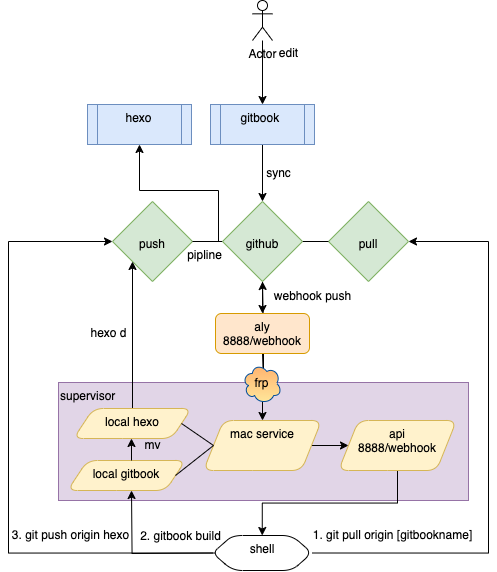 Actor edit
hexo
gitbook
sync
push
github
pull
pipline
webhook push
aly
8888/webhook
hexo d
frp
supervisor
local hexo
mac service
api
8888/webhook
mv
local gitbook
3. git push origin hexo
2. gitbook build
1. git pull origin [gitbookname]
shell